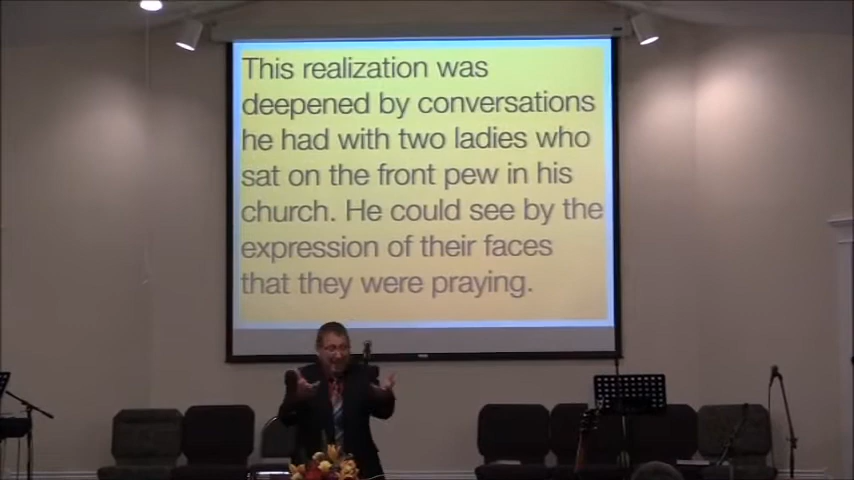 This realization was
deepened by conversations
he had with two ladies who
sat on the front pew in his
church. He could see by the
expression of their faces
that they were praying.